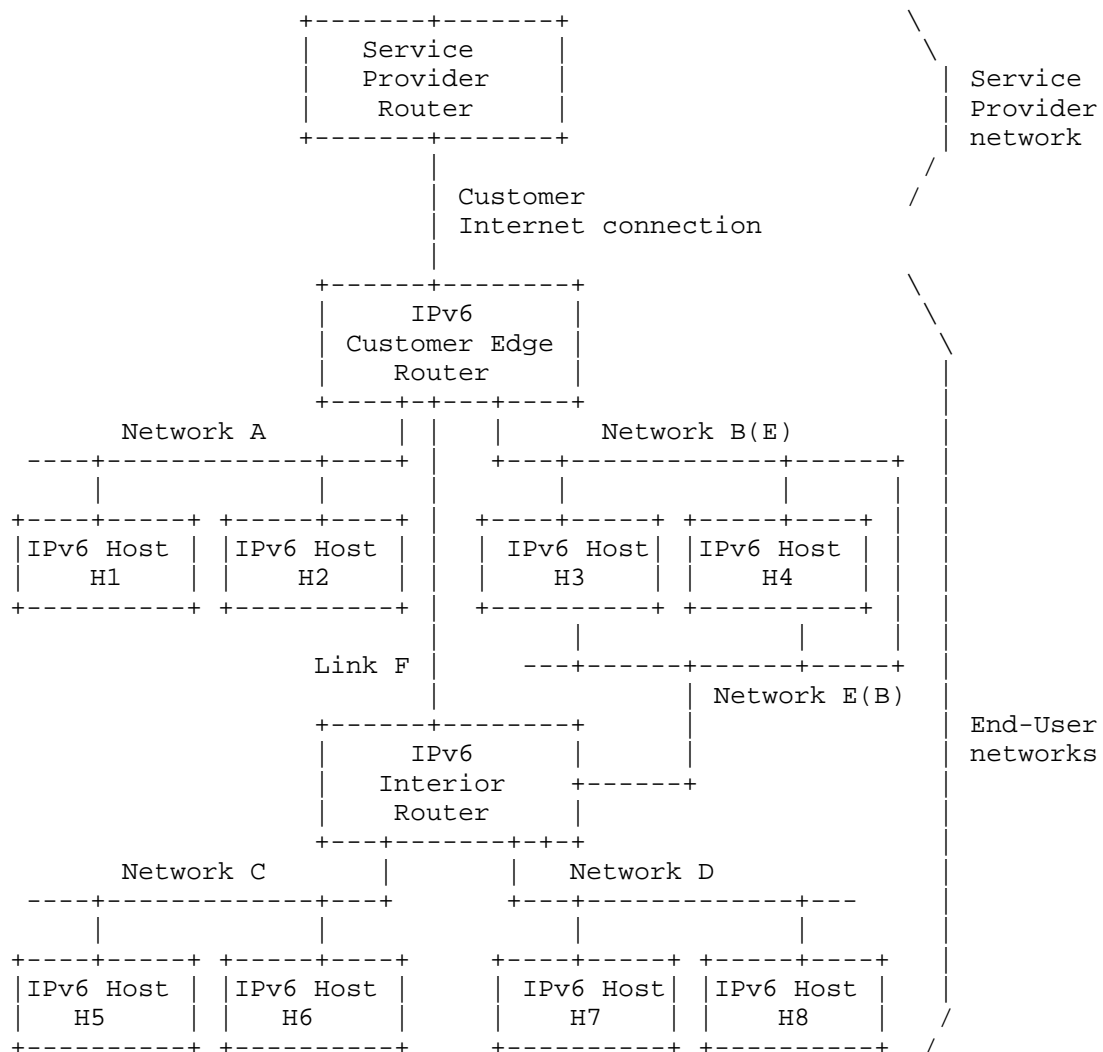 Service
Provider
Router
Service
Provider
network
Customer
Internet connection
IPv6
Customer Edge
Router
Network A
Network B(E)
IPv6 Host
H1
IPv6 Host
H2
IPv6 Host
H3
IPv6 Host
H4
Link F
Network E(B)
IPv6
Interior
Router
End-User
networks
Network C
Network D
IPv6 Host
H5
IPv6 Host
H6
IPv6 Host
H7
IPv6 Host
H8